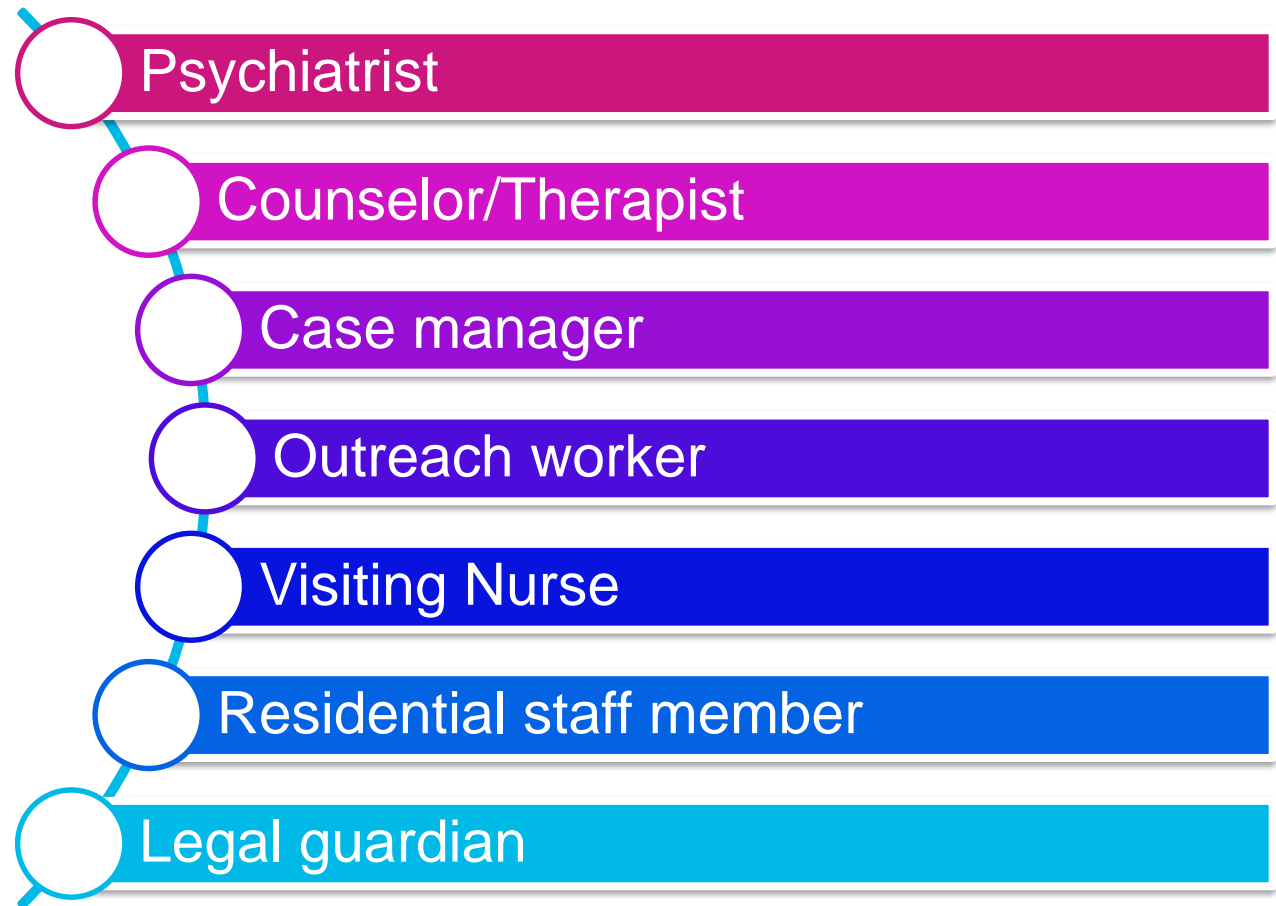 Psychiatrist
Counselor/Therapist
Case manager
Outreach worker
Visiting Nurse
Residential staff member
Legal guardian